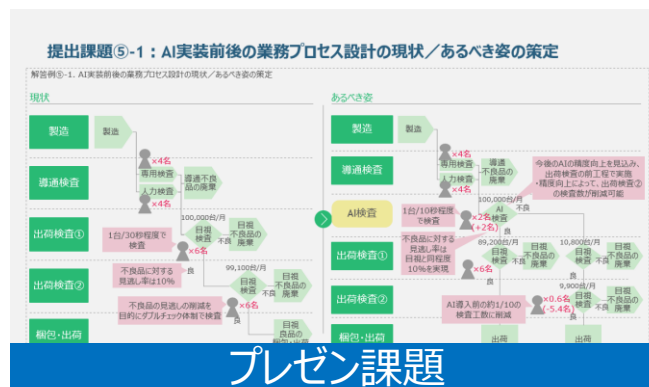 提出課題⑤-1：AI実装前後の業務プロセス設計の現状／あるべき姿の策定
解答例⑤-1. AI実装前後の業務プロセス設計の現状／あるべき姿の策定
現状
製造
製造
×4名
専用検査
導通不良
品の廃棄
導通検査
人力検査
×4名
100,000台/月
出荷検査①
1台/30秒程度で
検査
目視
検査
不良
目視
不良品の
廃棄
×6名
良
不良品に対する
見逃し率は10%
99,100台/月
出荷検査②
目視
検査
不良
目視
不良品の
廃棄
不良品の見逃しの削減を
目的にダブルチェック体制で検査
×6名
良
梱包・出荷
目視
良品の
梱包・出荷
あるべき姿
製造
製造
×4名
導通検査
専用検査
導通
不良品の
廃棄
人力検査
×4名
今後のAIの精度向上を見込み、
出荷検査の前工程で実施
・精度向上によって、出荷検査②
の検査数が削減可能
100,000台/月
AI検査
1台/10秒程度
で検査
×2名
(+2名)
AI
検査
不良
不良品に対する
見逃し率は
目視と同程度
10%を実現
良
89,200台/月
10,800台/月
出荷検査①
目視
検査
不良
目視
不良品の
廃棄
目視
検査
不良
目視
不良品の
廃棄
×6名
良
9,900台/月
出荷検査②
AI導入前の約1/10の
検査工数に削減
×0.6名
(-5.4名)
目視
検査
不良
目視
不良品の
廃棄
良
梱包・出荷
出荷
出荷
プレゼン課題